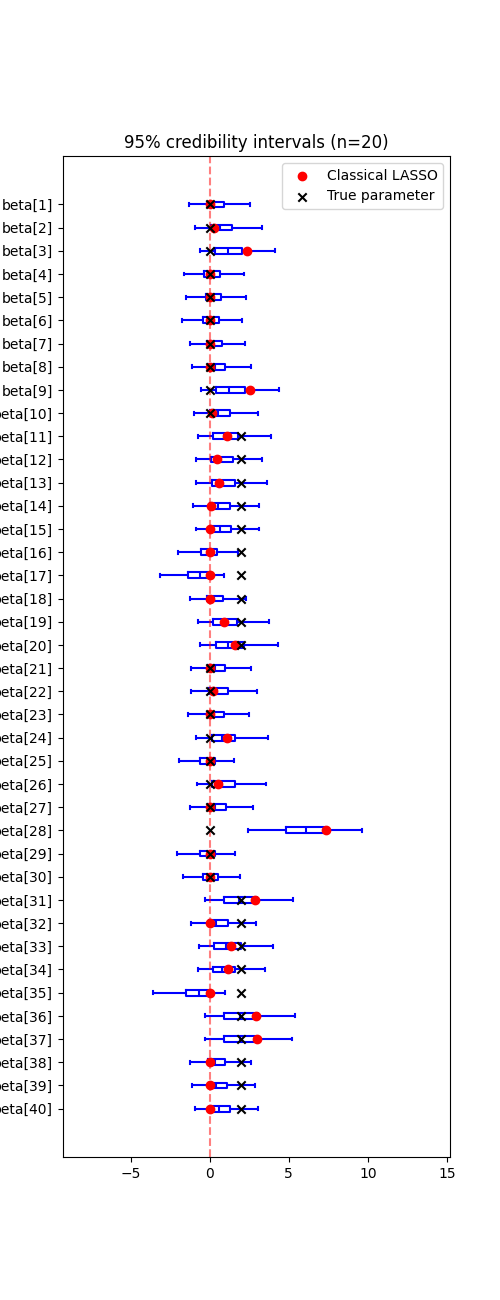 95% credibility intervals (n=20)
Classical LASSO
True parameter
beta[1]
beta[2]
beta[3]
beta[4]
beta[5]
beta[6]
beta[7]
beta[8]
beta[9]
beta[10]
beta[11]
beta[12]
beta[13]
beta[14]
beta[15]
beta[16]
beta[17]
beta[18]
beta[19]
beta[20]
beta[21]
beta[22]
beta[23]
beta[24]
beta[25]
beta[26]
beta[27]
beta[28]
beta[29]
beta[30]
beta[31]
beta[32]
beta[33]
beta[34]
beta[35]
beta[36]
beta[37]
beta[38]
beta[39]
beta[40]
−5 0 5 10 15